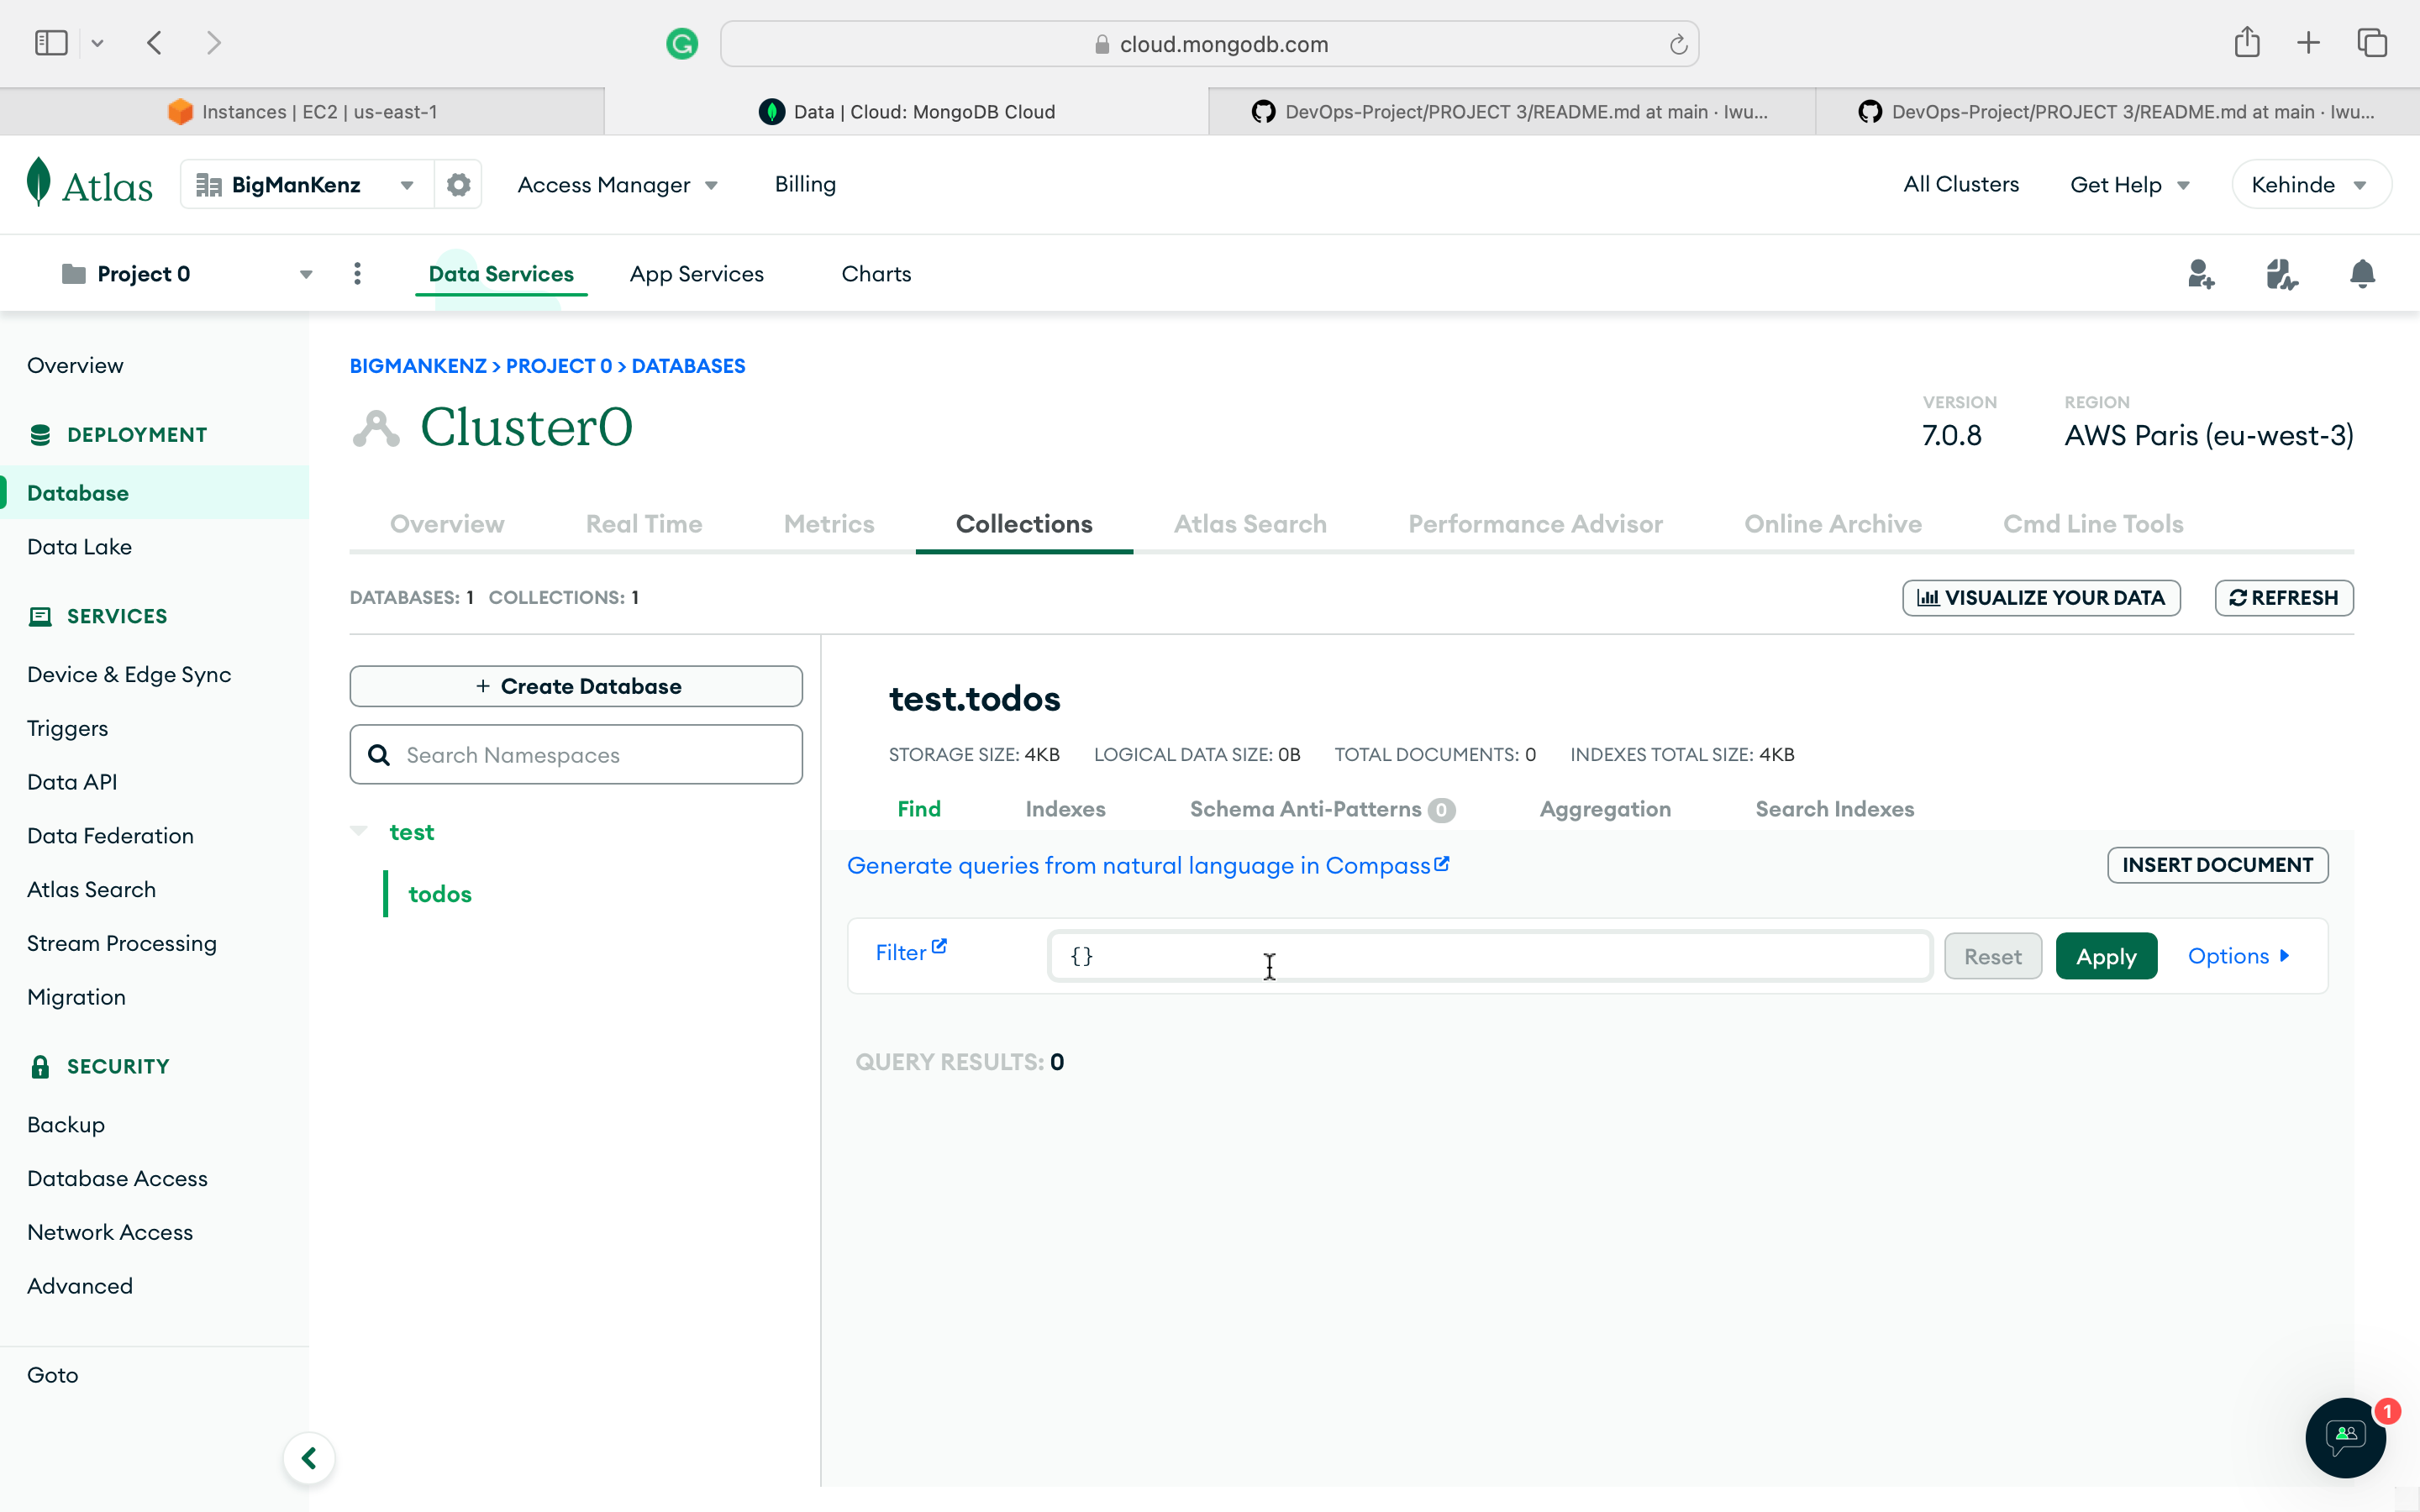 cloud.mongodb.com
Instances | EC2 | us-east-1
Data | Cloud: MongoDB Cloud
DevOps-Project/PROJECT 3/README.md at main · Iwu...
DevOps-Project/PROJECT 3/README.md at main · Iwu...
Atlas
BigManKenz
Access Manager
Billing
All Clusters
Get Help
Kehinde
Project 0
Data Services
App Services
Charts
Overview
DEPLOYMENT
Database
Data Lake
SERVICES
Device & Edge Sync
Triggers
Data API
Data Federation
Atlas Search
Stream Processing
Migration
SECURITY
Backup
Database Access
Network Access
Advanced
Goto
BIGMANKENZ > PROJECT 0 > DATABASES
Cluster0
VERSION
7.0.8
REGION
AWS Paris (eu-west-3)
Overview
Real Time
Metrics
Collections
Atlas Search
Performance Advisor
Online Archive
Cmd Line Tools
DATABASES: 1 COLLECTIONS: 1
VISUALIZE YOUR DATA
REFRESH
+ Create Database
Search Namespaces
test
todos
test.todos
STORAGE SIZE: 4KB LOGICAL DATA SIZE: 0B TOTAL DOCUMENTS: 0 INDEXES TOTAL SIZE: 4KB
Find
Indexes
Schema Anti-Patterns 0
Aggregation
Search Indexes
Generate queries from natural language in Compass
INSERT DOCUMENT
Filter
{}
Reset
Apply
Options
QUERY RESULTS: 0
1